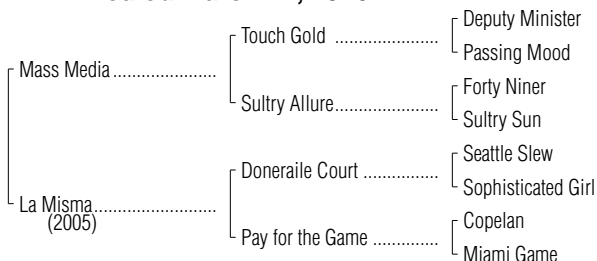 Deputy Minister
Touch Gold ....................
Passing Mood
Mass Media ....................
Forty Niner
Sultry Allure ....................
Sultry Sun
Seattle Slew
Doneraile Court ...............
Sophisticated Girl
La Misma ........................
(2005)
Copelan
Pay for the Game .............
Miami Game